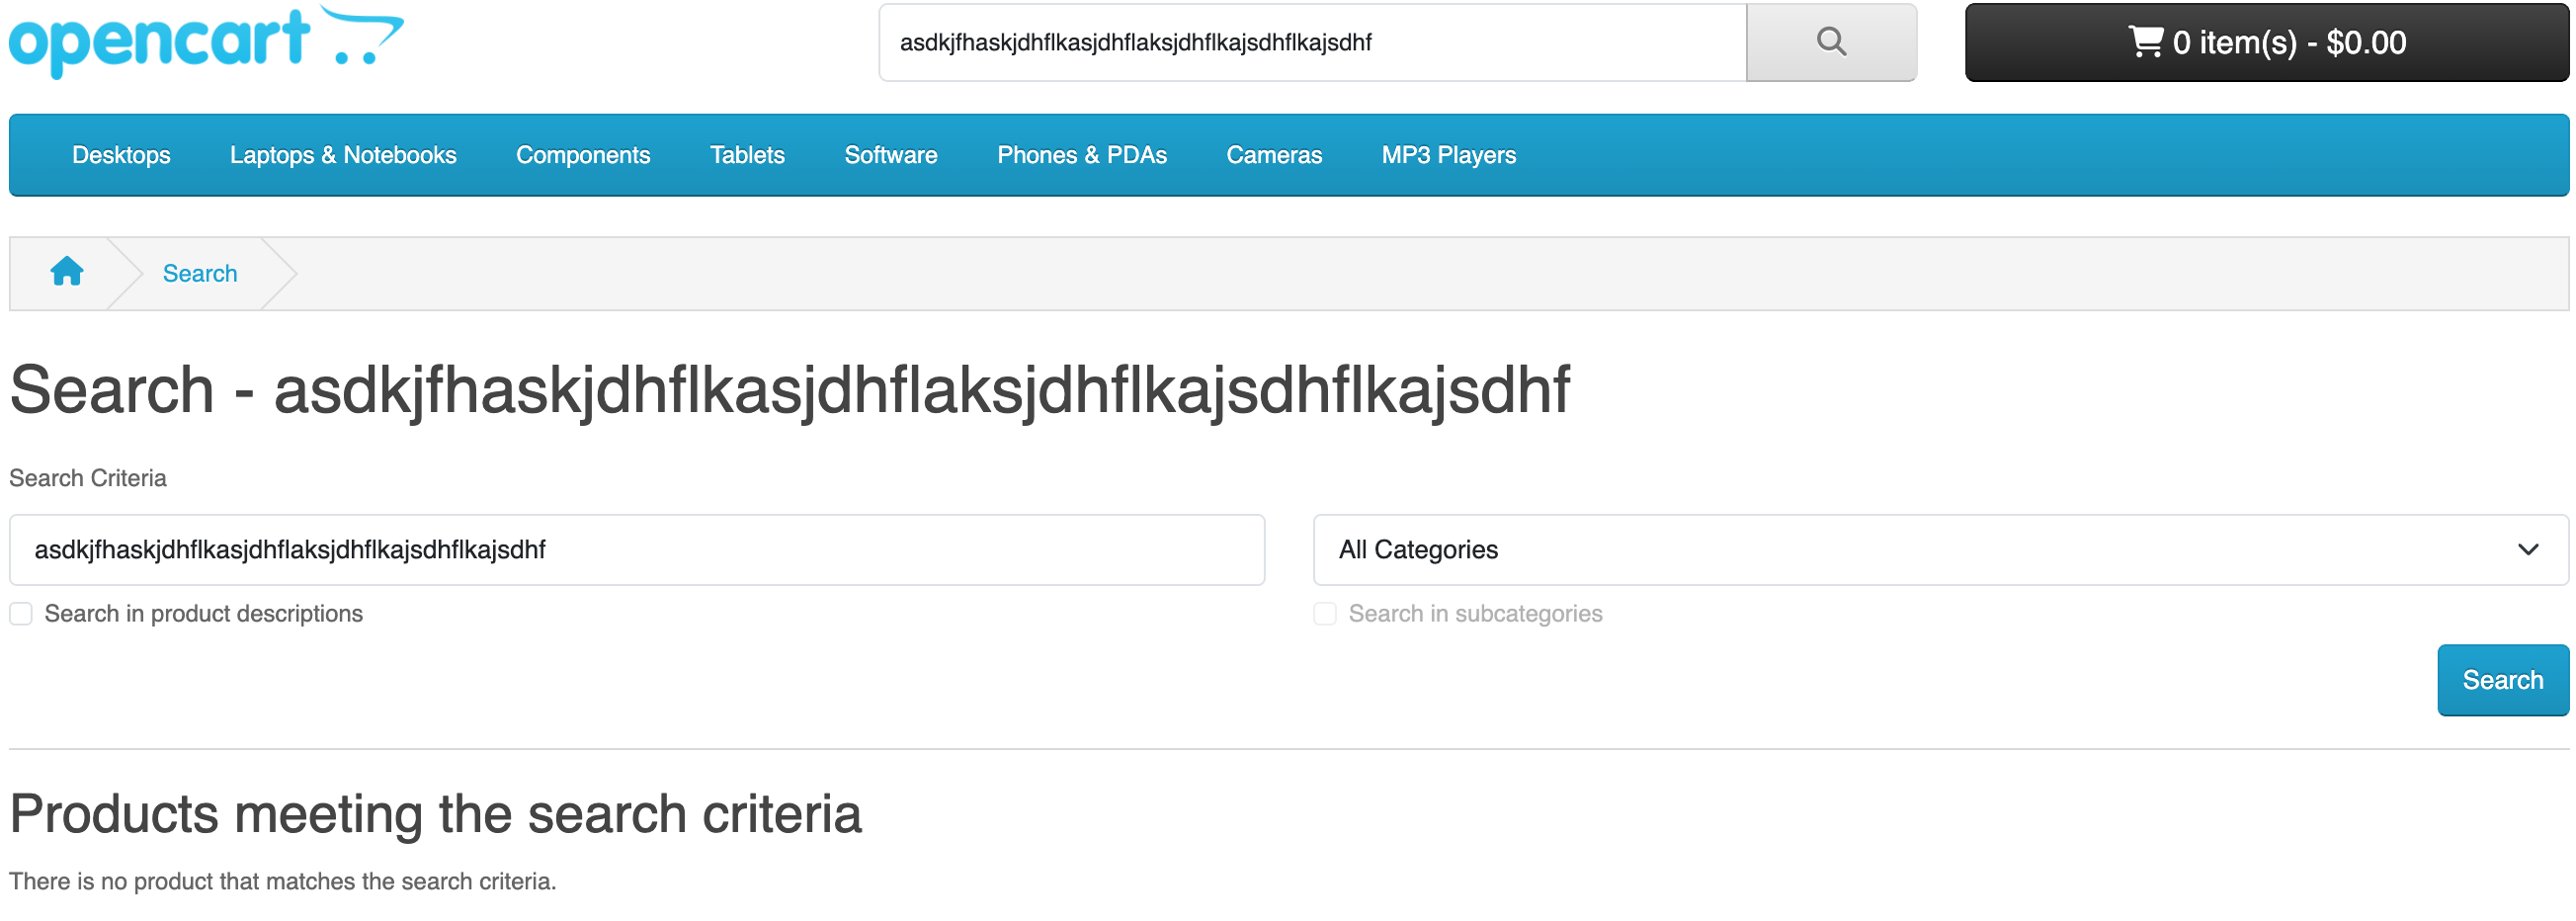 opencart
asdkjfhaskjdhflkasjdhflaksjdhflkajsdhflkajsdhf
0 item(s) - $0.00
Desktops Laptops & Notebooks Components Tablets Software Phones & PDAs Cameras MP3 Players
Search
Search - asdkjfhaskjdhflkasjdhflaksjdhflkajsdhflkajsdhf
Search Criteria
asdkjfhaskjdhflkasjdhflaksjdhflkajsdhflkajsdhf
All Categories
Search in product descriptions
Search in subcategories
Search
Products meeting the search criteria
There is no product that matches the search criteria.